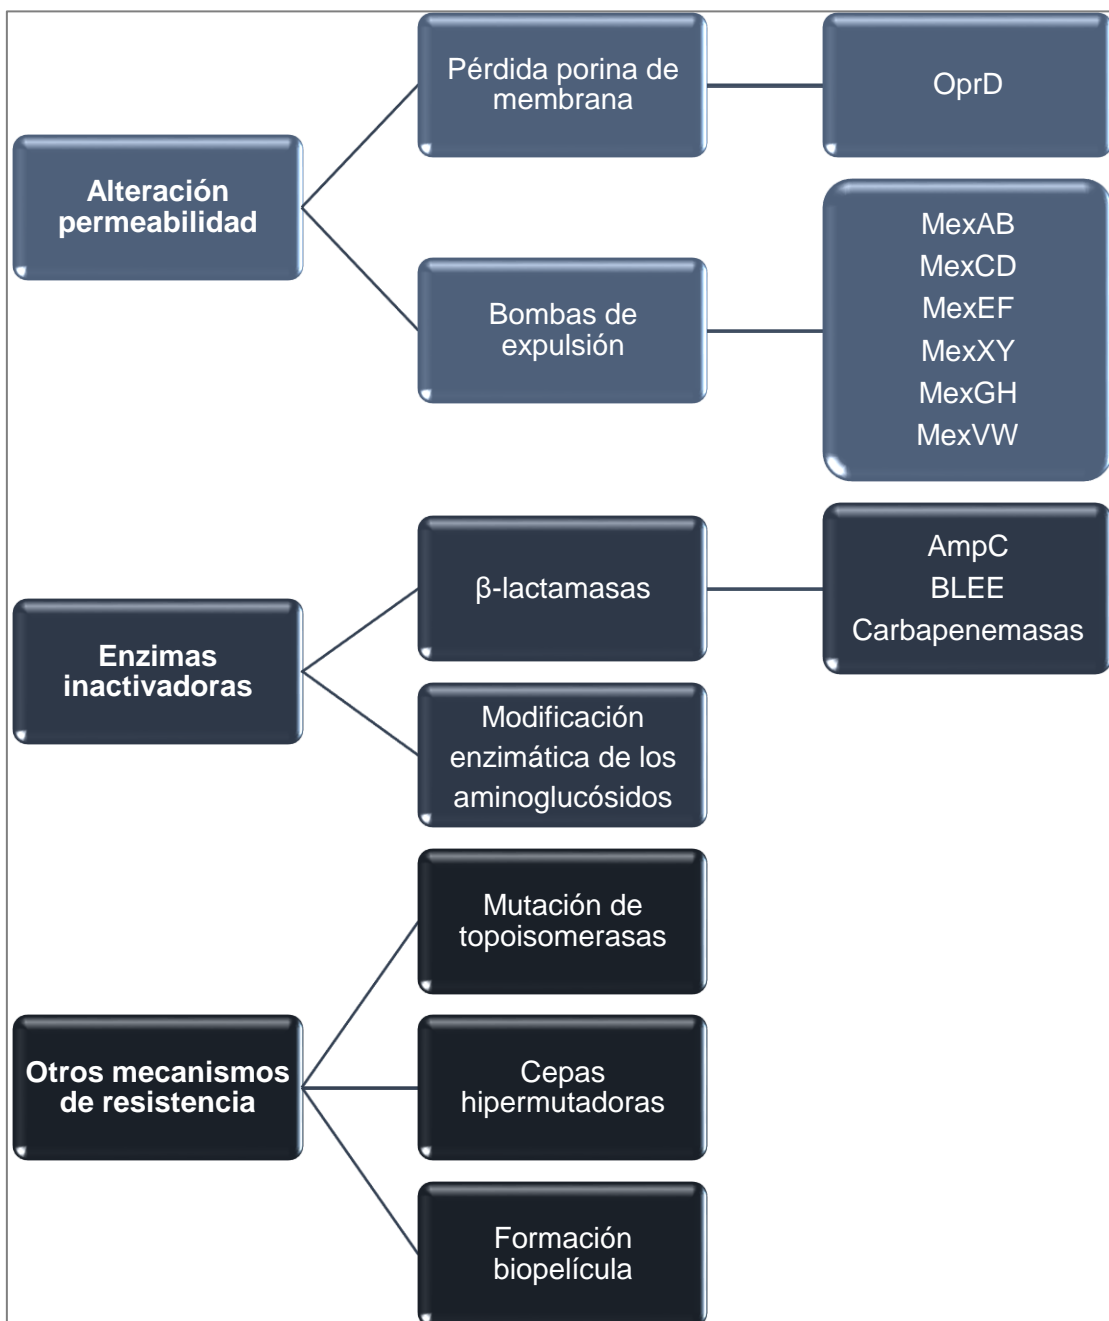 Alteración
permeabilidad
Pérdida porina de
membrana
OprD
Bombas de
expulsión
MexAB
MexCD
MexEF
MexXY
MexGH
MexVW
Enzimas
inactivadoras
β-lactamasas
AmpC
BLEE
Carbapenemasas
Modificación
enzimática de los
aminoglucósidos
Otros mecanismos
de resistencia
Mutación de
topoisomerasas
Cepas
hipermutadoras
Formación
biopelícula